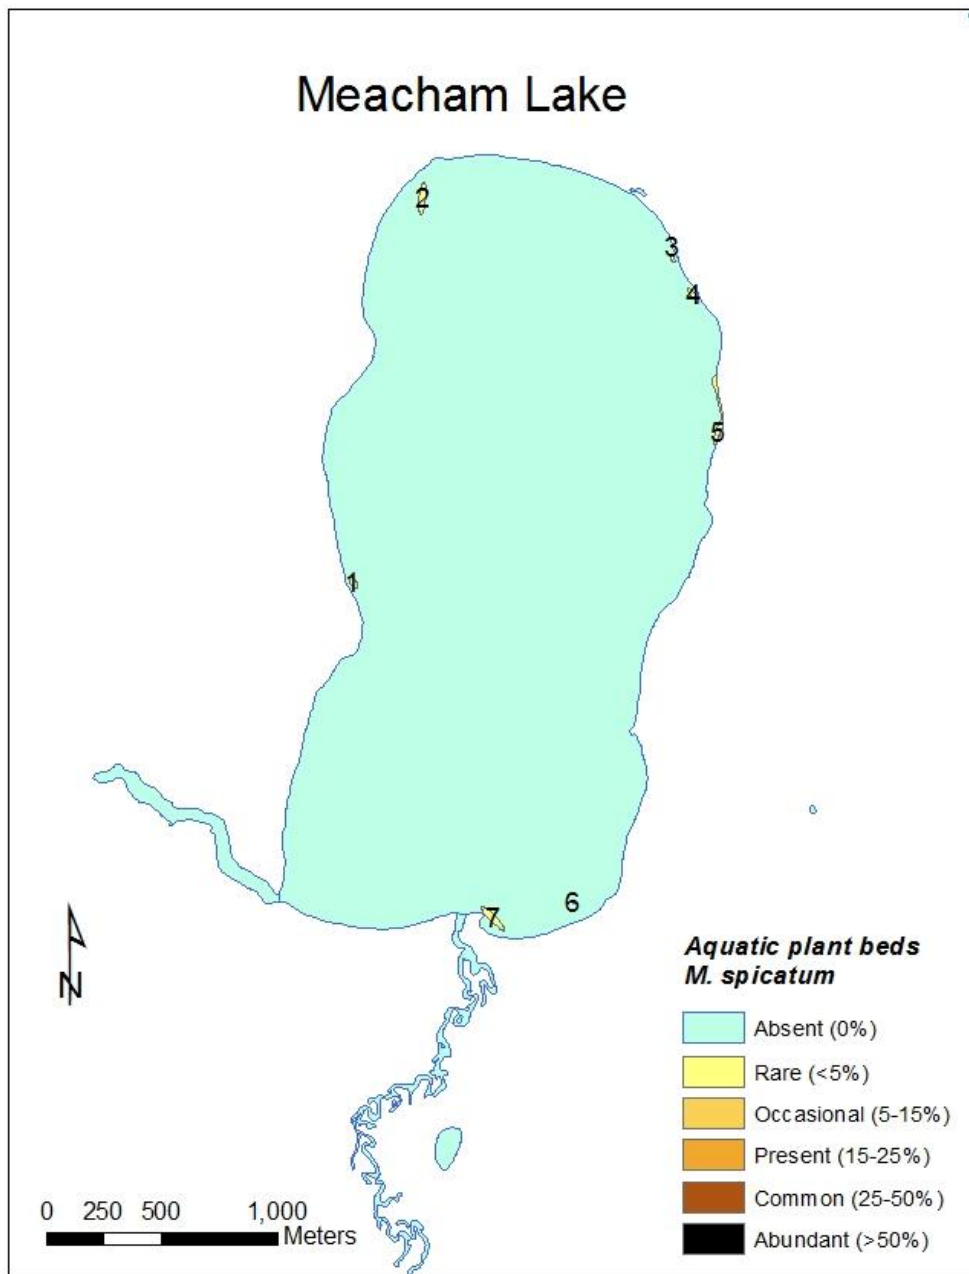 Meacham Lake
2
3
4
5
1
6
7
N
Aquatic plant beds
M. spicatum
Absent (0%)
Rare (<5%)
Occasional (5-15%)
Present (15-25%)
Common (25-50%)
Abundant (>50%)
0 250 500 1,000
Meters